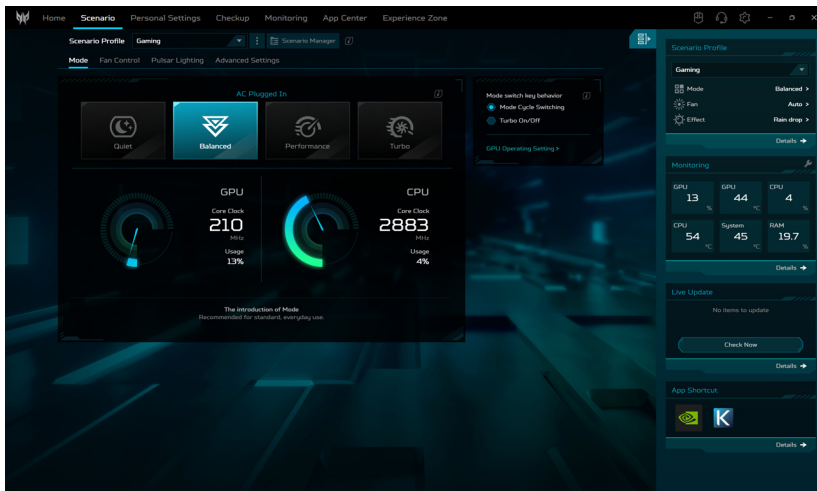 Home Scenario Personal Settings Checkup Monitoring App Center Experience Zone
Scenario Profile Gaming Scenario Manager
Mode Fan Control Pulsar Lighting Advanced Settings
AC Plugged In
Quiet Balanced Performance Turbo
GPU
Core Clock
210
MHz
Usage
13%
CPU
Core Clock
2883
MHz
Usage
4%
The introduction of Mode
Recommended for standard, everyday use.
Mode switch key behavior
Mode Cycle Switching
Turbo On/Off
GPU Operating Setting >
Scenario Profile
Gaming
Mode Balanced >
Fan Auto >
Effect Rain drop >
Details →
Monitoring
GPU GPU CPU
13 % 44 °C 4 %
CPU System RAM
54 °C 45 °C 19.7 %
Details →
Live Update
No items to update
Check Now
Details →
App Shortcut
K
Details →